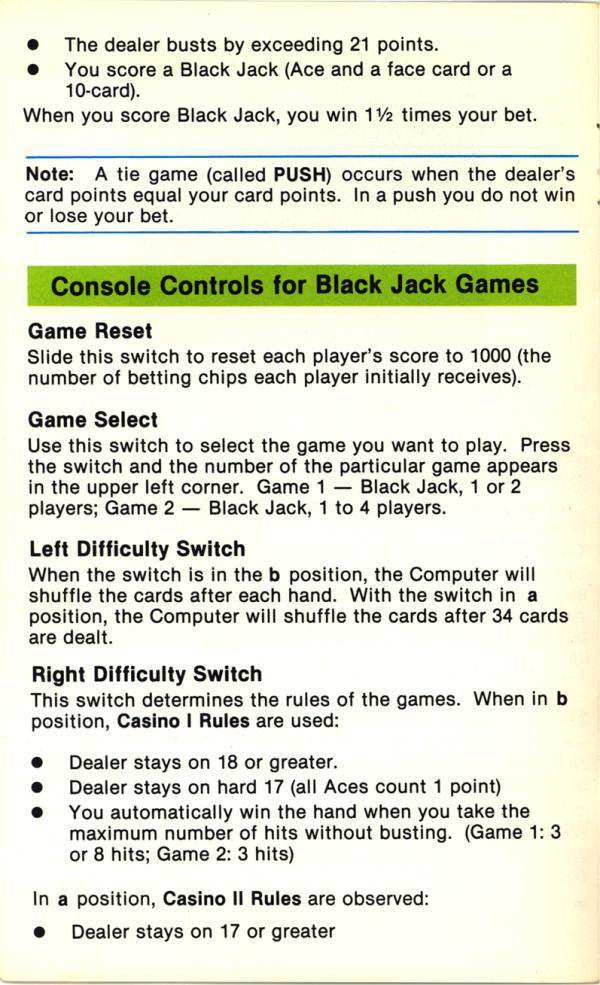 ● The dealer busts by exceeding 21 points.
● You score a Black Jack (Ace and a face card or a
10-card).
When you score Black Jack, you win 1½ times your bet.
Note: A tie game (called PUSH) occurs when the dealer's
card points equal your card points. In a push you do not win
or lose your bet.
Console Controls for Black Jack Games
Game Reset
Slide this switch to reset each player's score to 1000 (the
number of betting chips each player initially receives).
Game Select
Use this switch to select the game you want to play. Press
the switch and the number of the particular game appears
in the upper left corner. Game 1 — Black Jack, 1 or 2
players; Game 2 — Black Jack, 1 to 4 players.
Left Difficulty Switch
When the switch is in the b position, the Computer will
shuffle the cards after each hand. With the switch in a
position, the Computer will shuffle the cards after 34 cards
are dealt.
Right Difficulty Switch
This switch determines the rules of the games. When in b
position, Casino I Rules are used:
● Dealer stays on 18 or greater.
● Dealer stays on hard 17 (all Aces count 1 point)
● You automatically win the hand when you take the
maximum number of hits without busting. (Game 1: 3
or 8 hits; Game 2: 3 hits)
In a position, Casino II Rules are observed:
● Dealer stays on 17 or greater